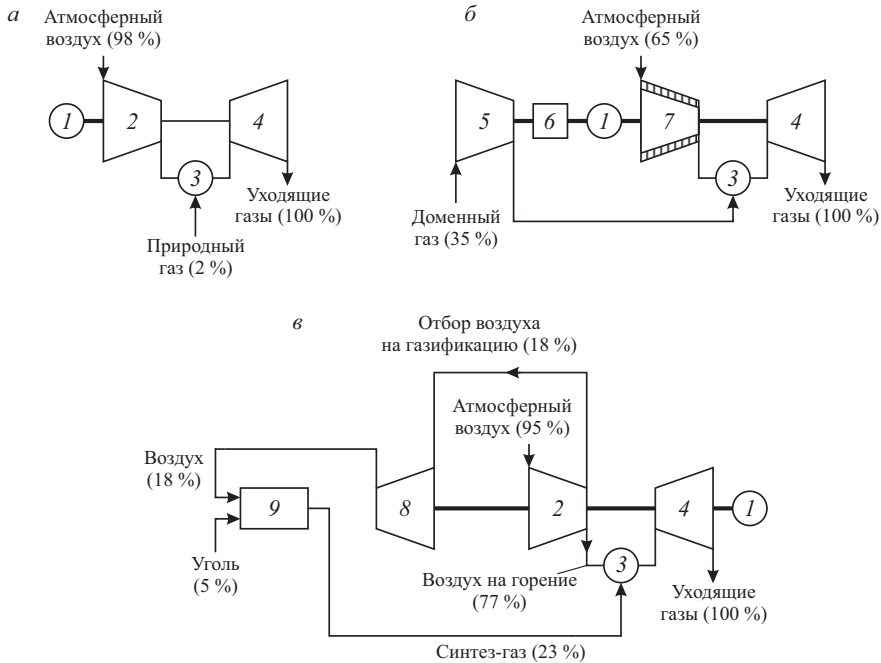 а
Атмосферный
воздух (98 %)
1
2
4
3
Уходящие
газы (100 %)
Природный
газ (2 %)
б
Атмосферный
воздух (65 %)
5
6
1
7
4
3
Доменный
газ (35 %)
Уходящие
газы (100 %)
в
Отбор воздуха
на газификацию (18 %)
Атмосферный
воздух (95 %)
Воздух
(18 %)
9
8
2
4
1
3
Уголь
(5 %)
Воздух на горение
(77 %)
Уходящие
газы (100 %)
Синтез-газ (23 %)